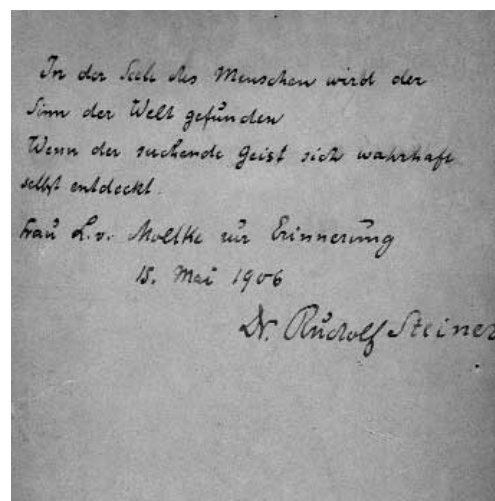 In der Seele des Menschen wird der
Sinn der Welt gefunden
Wenn der suchende Geist sich wahrhaft
selbst entdeckt.
Frau L. v. Moltke zur Erinnerung
15. Mai 1906
Dr. Rudolf Steiner